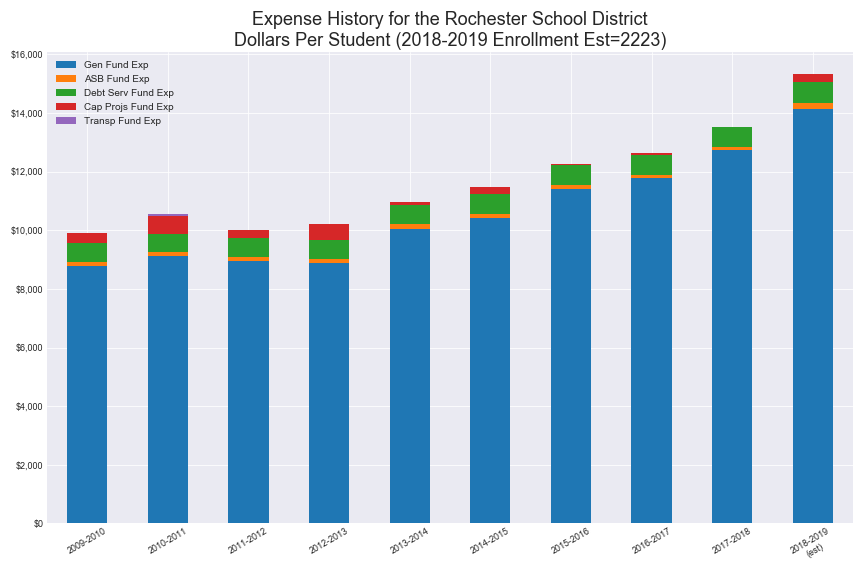 Expense History for the Rochester School District
Dollars Per Student (2018-2019 Enrollment Est=2223)
$16,000
$14,000
$12,000
$10,000
$8,000
$6,000
$4,000
$2,000
$0
Gen Fund Exp
ASB Fund Exp
Debt Serv Fund Exp
Cap Projs Fund Exp
Transp Fund Exp
2009-2010
2010-2011
2011-2012
2012-2013
2013-2014
2014-2015
2015-2016
2016-2017
2017-2018
2018-2019
(est)